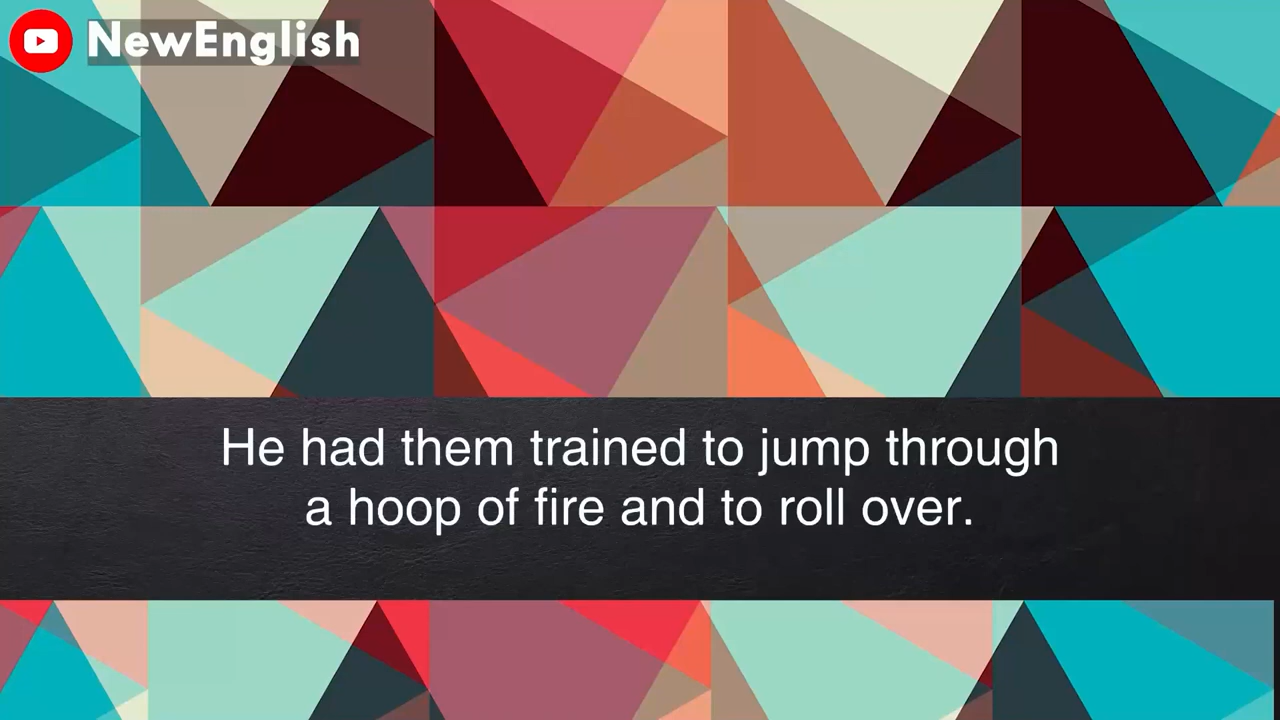 NewEnglish
He had them trained to jump through
a hoop of fire and to roll over.